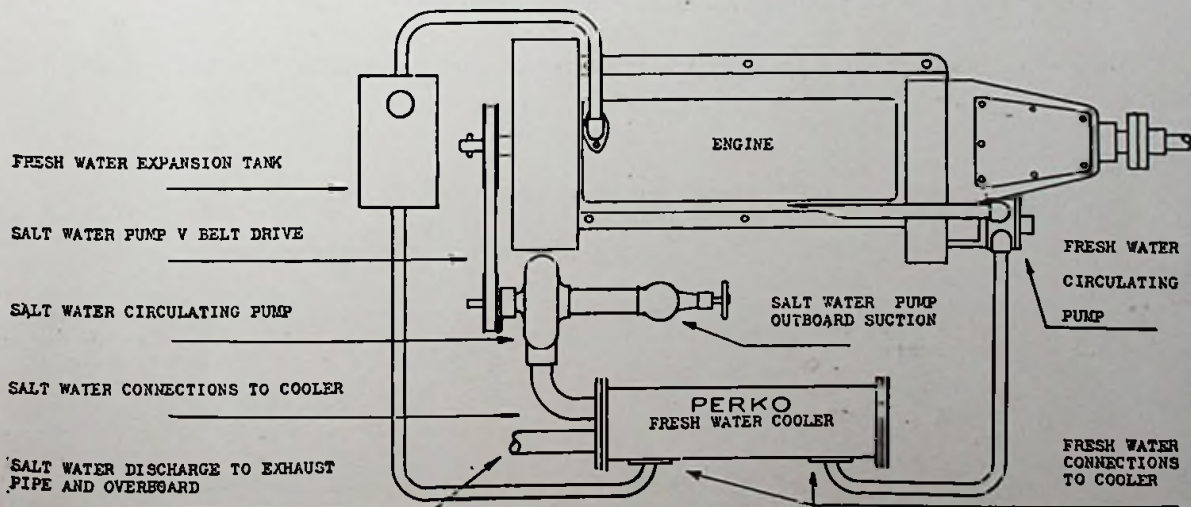 FRESH WATER EXPANSION TANK
SALT WATER PUMP V BELT DRIVE
SALT WATER CIRCULATING PUMP
SALT WATER CONNECTIONS TO COOLER
SALT WATER DISCHARGE TO EXHAUST
PIPE AND OVERBOARD
ENGINE
SALT WATER PUMP
OUTBOARD SUCTION
PERKO
FRESH WATER COOLER
FRESH WATER
CIRCULATING
PUMP
FRESH WATER
CONNECTIONS
TO COOLER